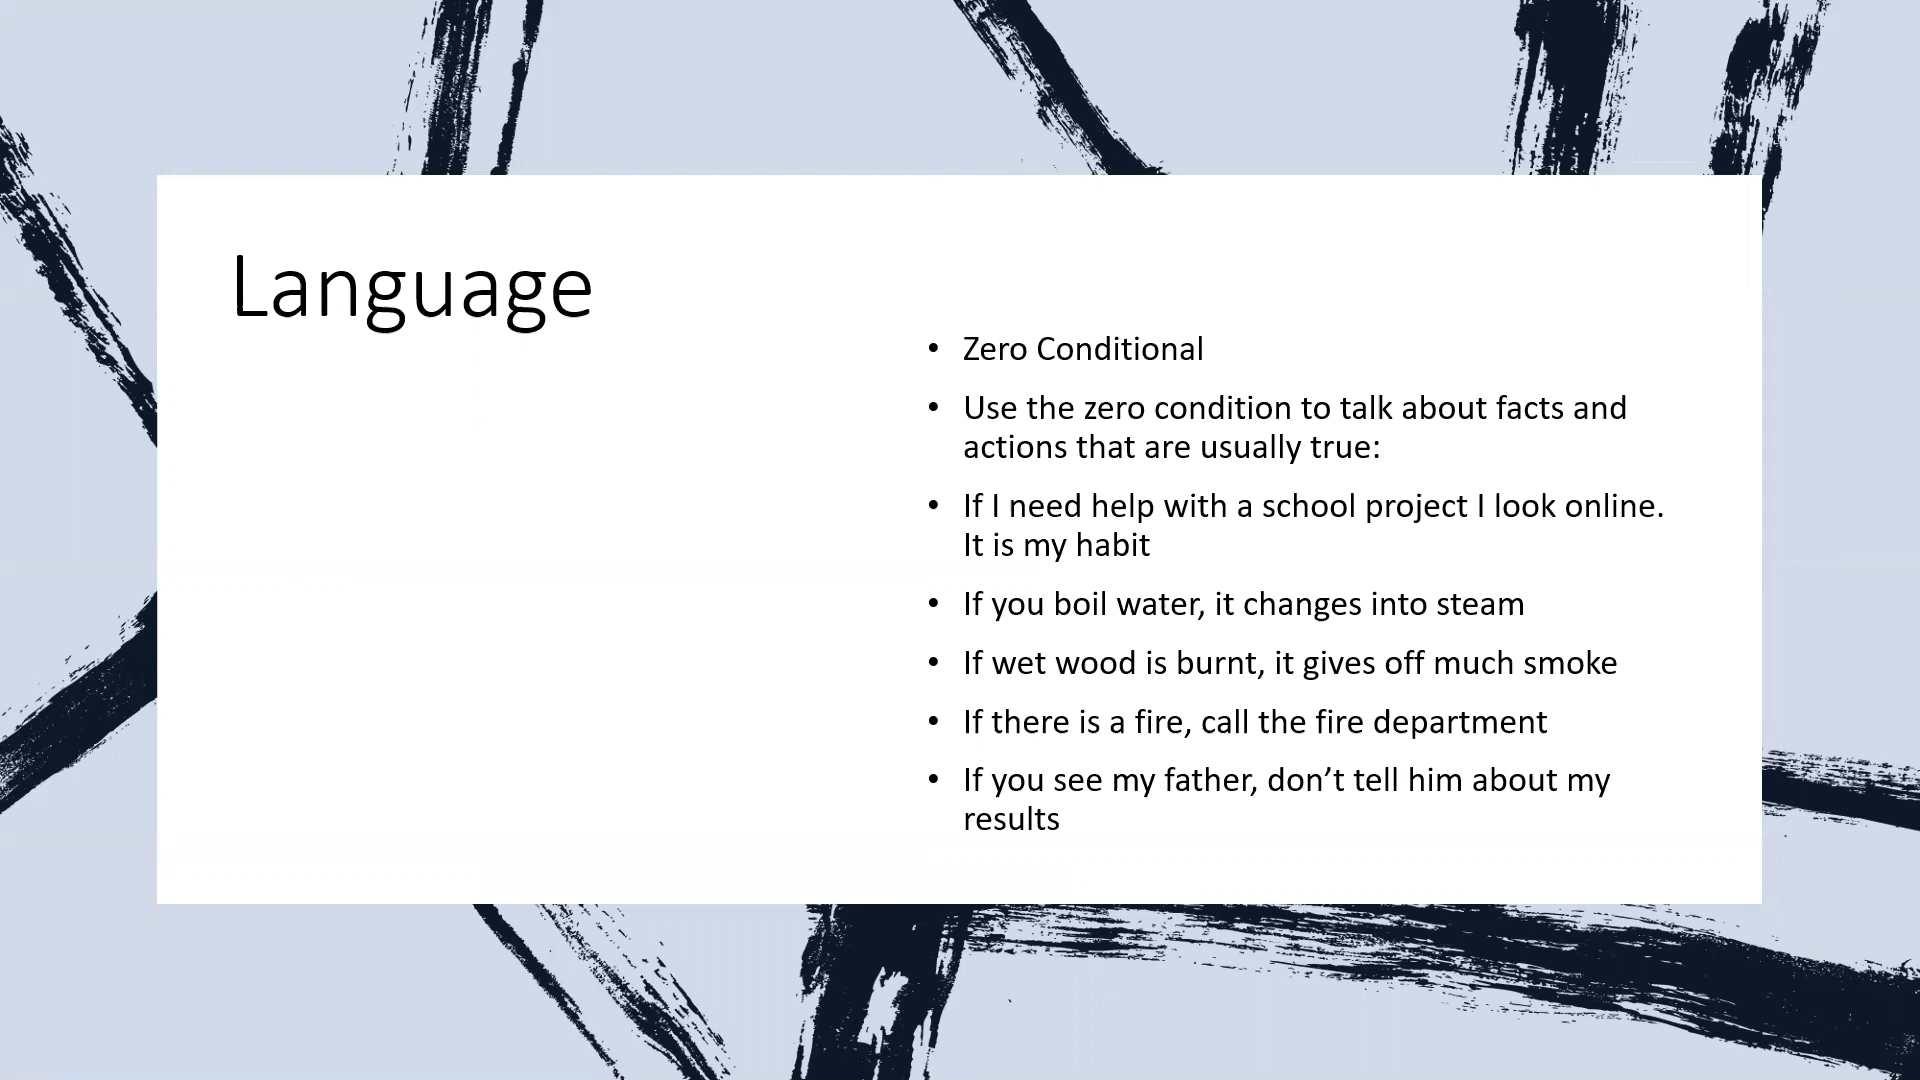 Language
• Zero Conditional
• Use the zero condition to talk about facts and
actions that are usually true:
• If I need help with a school project I look online.
It is my habit
• If you boil water, it changes into steam
• If wet wood is burnt, it gives off much smoke
• If there is a fire, call the fire department
• If you see my father, don’t tell him about my
results